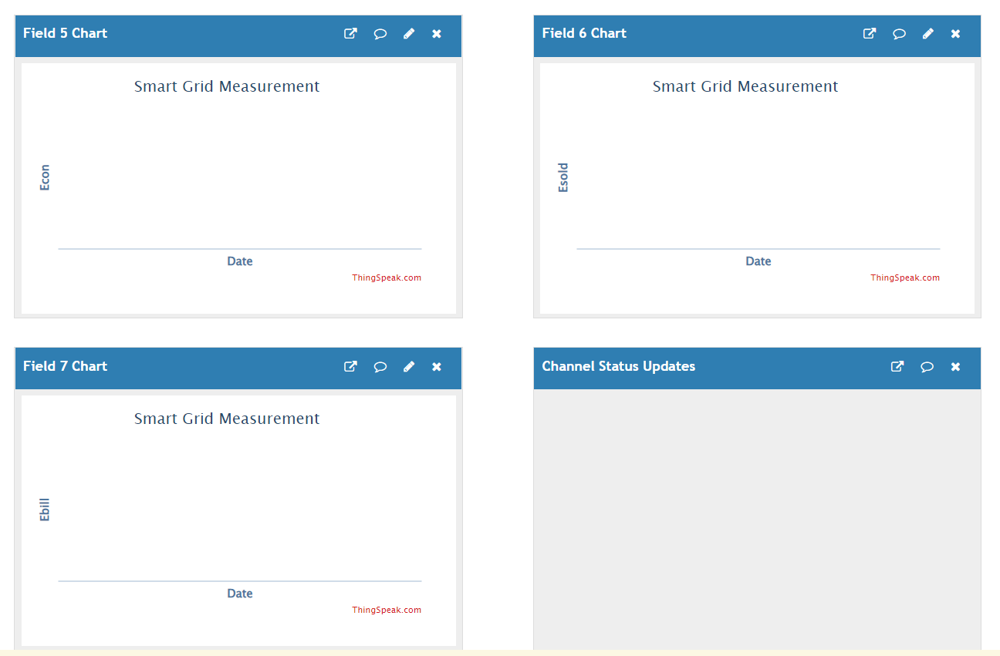 Field 5 Chart
Smart Grid Measurement
Econ
Date
ThingSpeak.com
Field 6 Chart
Smart Grid Measurement
Esold
Date
ThingSpeak.com
Field 7 Chart
Smart Grid Measurement
Ebill
Date
ThingSpeak.com
Channel Status Updates